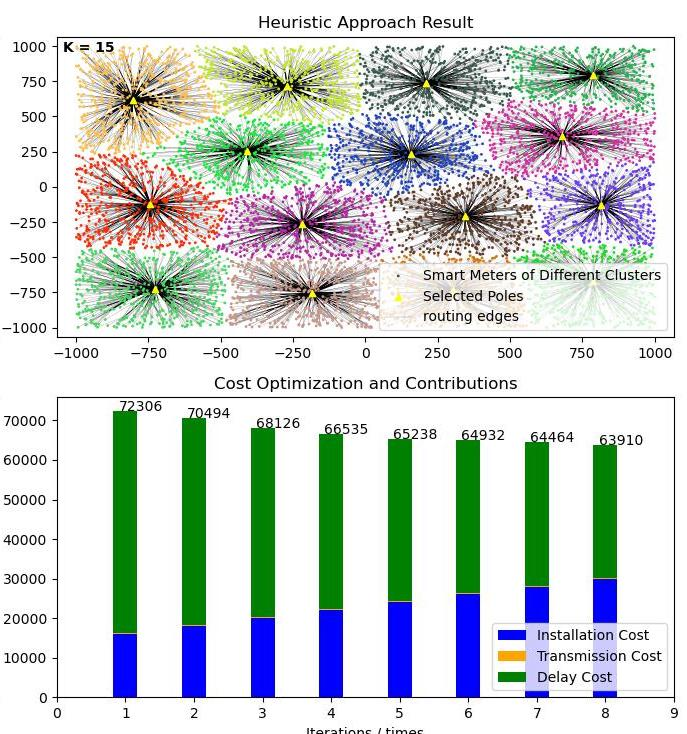 Heuristic Approach Result
K = 15
1000
750
500
250
0
−250
−500
−750
−1000
Smart Meters of Different Clusters
Selected Poles
routing edges
−1000 −750 −500 −250 0 250 500 750 1000
Cost Optimization and Contributions
72306 70494 68126 66535 65238 64932 64464 63910
70000
60000
50000
40000
30000
20000
10000
0
Installation Cost
Transmission Cost
Delay Cost
0 1 2 3 4 5 6 7 8 9
Iterations / times